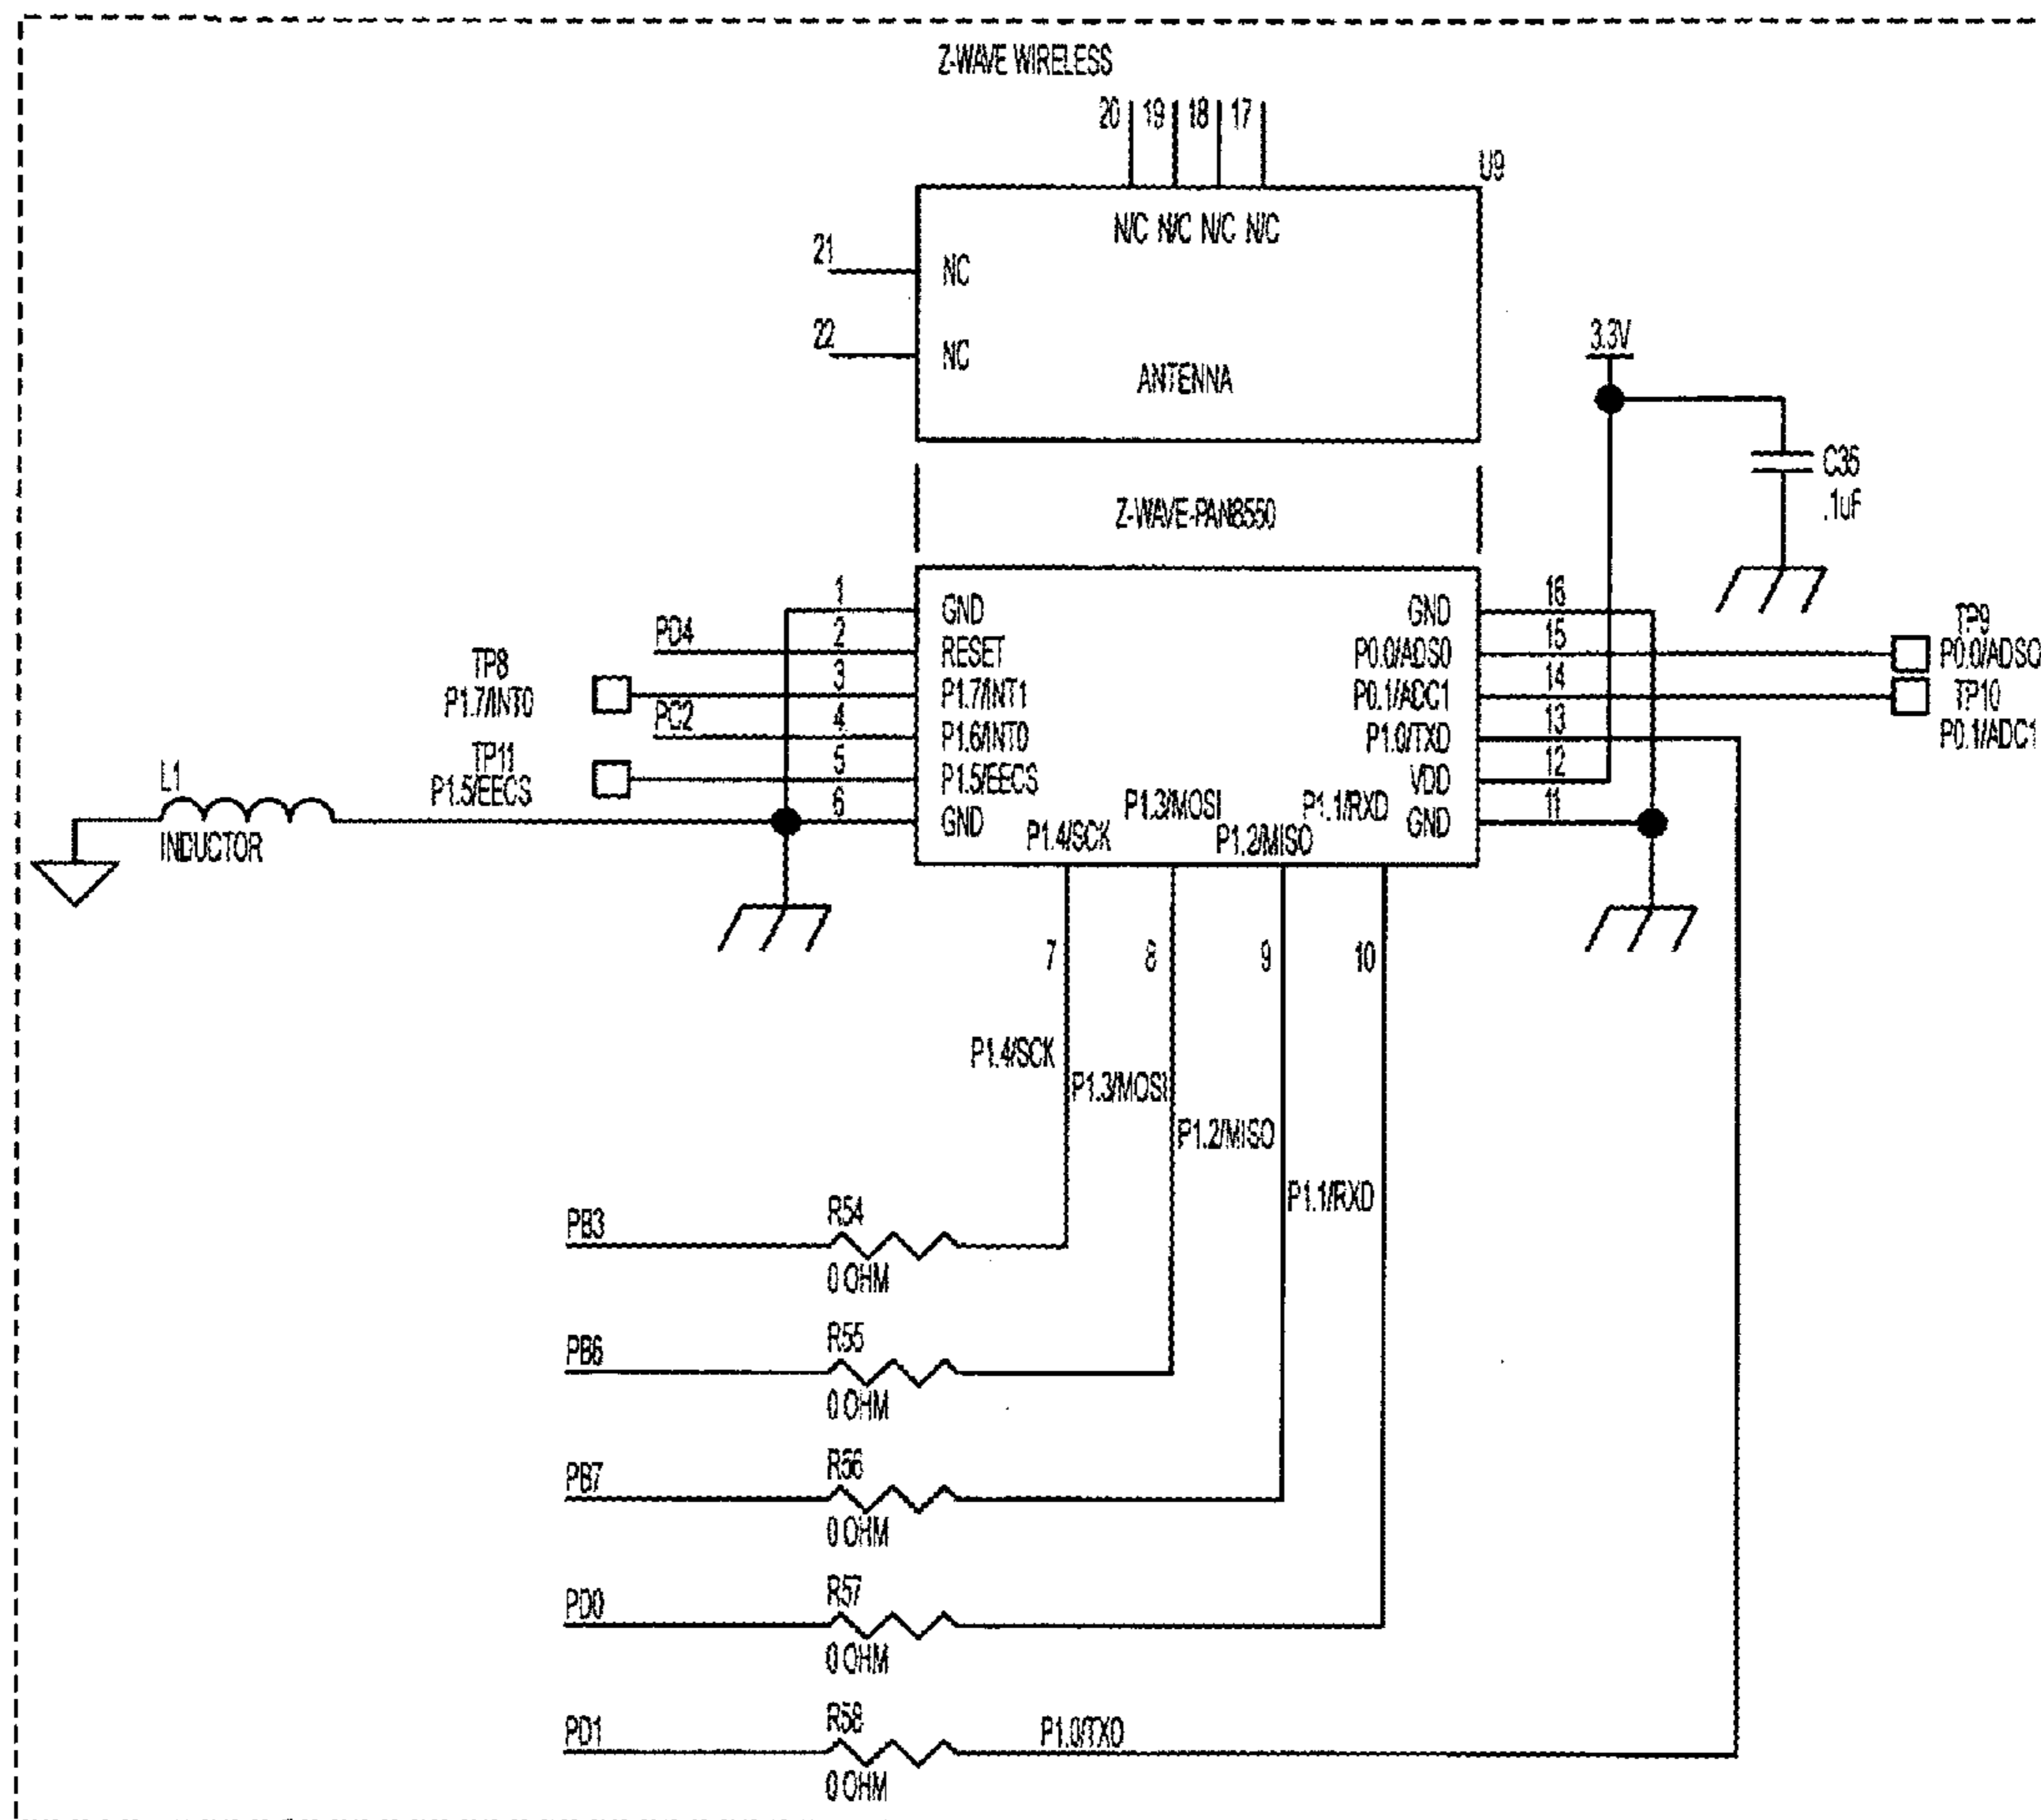 Z-WAVE WIRELESS
20 19 18 17
U9
N/C N/C N/C N/C
21 NC
22 NC
ANTENNA
3.3V
C36
.1uF
Z-WAVE-PAN8550
1 GND
PD4 2 RESET
TP8
P1.7/INT0
3 P1.7/INT1
4 P1.6/INT0
TP11
P1.5/EECS
5 P1.5/EECS
6 GND
L1
INDUCTOR
GND 16
P0.0/ADS0 15
P0.1/ADC1 14
P1.0/TXD 13
VDD 12
GND 11
TP9
P0.0/ADS0
TP10
P0.1/ADC1
P1.4/SCK
P1.3/MOSI
P1.2/MISO
P1.1/RXD
7 8 9 10
P1.4/SCK
P1.3/MOSI
P1.2/MISO
P1.1/RXD
PB3
R54
0 OHM
PB6
R55
0 OHM
PB7
R56
0 OHM
PD0
R57
0 OHM
PD1
R58
0 OHM
P1.0/TXD